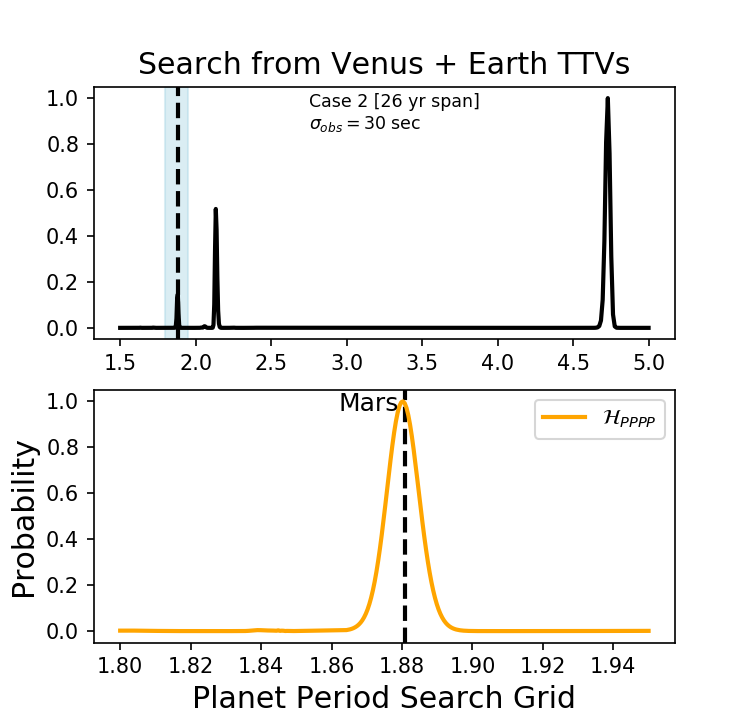 Search from Venus + Earth TTVs
Case 2 [26 yr span]
σobs = 30 sec
1.0
0.8
0.6
0.4
0.2
0.0
1.5 2.0 2.5 3.0 3.5 4.0 4.5 5.0
Mars
ℋPPPP
1.0
0.8
0.6
0.4
0.2
0.0
Probability
1.80 1.82 1.84 1.86 1.88 1.90 1.92 1.94
Planet Period Search Grid